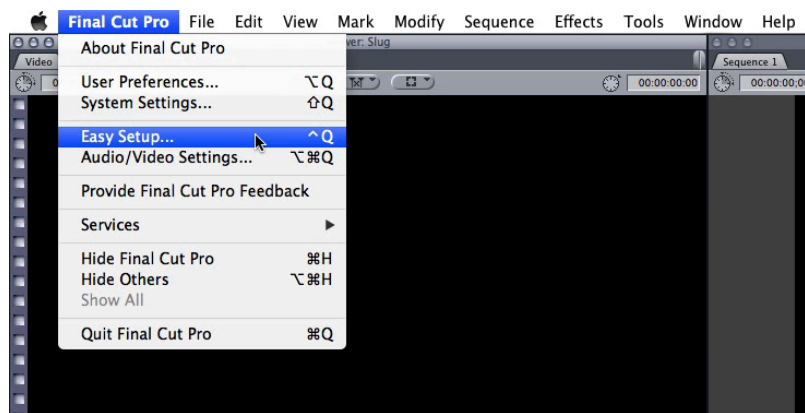 Final Cut Pro File Edit View Mark Modify Sequence Effects Tools Window Help
About Final Cut Pro
User Preferences... ⌥Q
System Settings... ⇧Q
Easy Setup... ^Q
Audio/Video Settings... ⌥⌘Q
Provide Final Cut Pro Feedback
Services ▶
Hide Final Cut Pro ⌘H
Hide Others ⌥⌘H
Show All
Quit Final Cut Pro ⌘Q
Slug
Video
00:00:00:00
Sequence 1
00:00:00;0